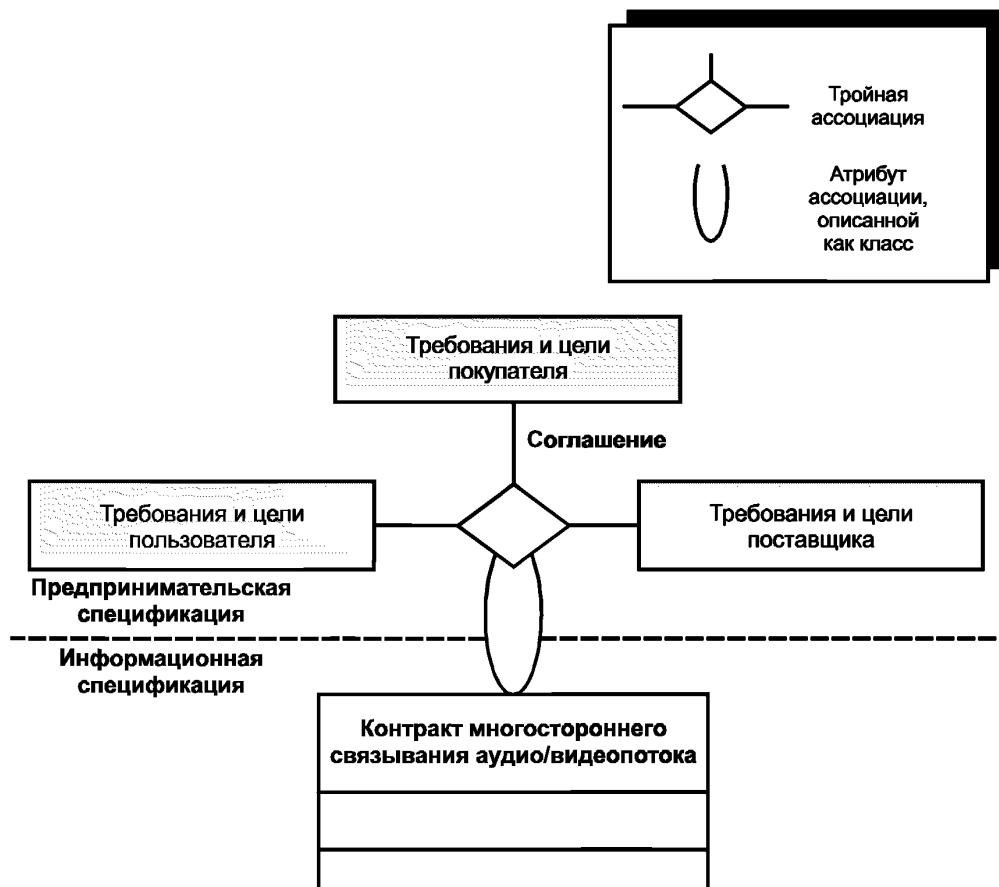 Тройная
ассоциация
Атрибут
ассоциации,
описанной
как класс
Требования и цели
покупателя
Соглашение
Требования и цели
пользователя
Требования и цели
поставщика
Предпринимательская
спецификация
Информационная
спецификация
Контракт многостороннего
связывания аудио/видеопотока